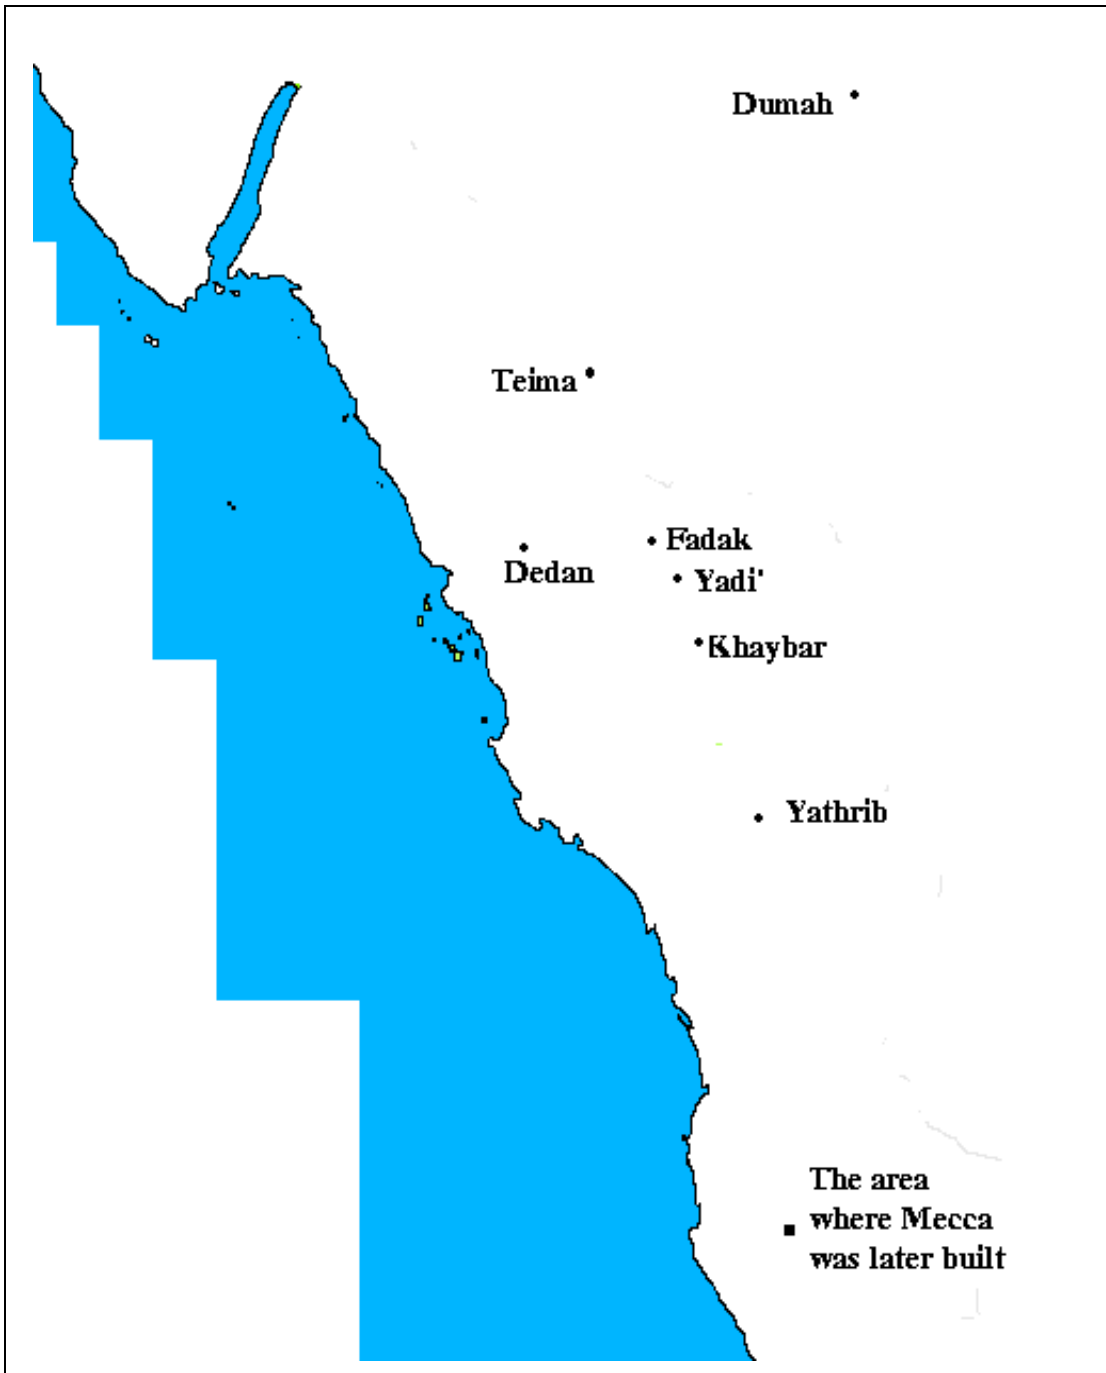 Dumah
Teima
Fadak
Dedan
Yadi'
Khaybar
Yathrib
The area
where Mecca
was later built